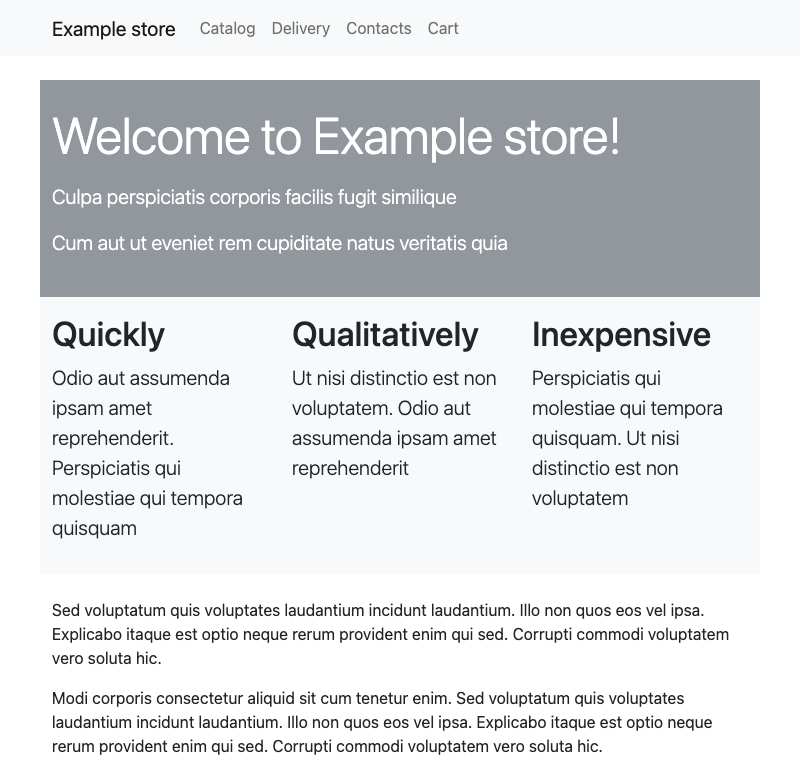 Example store Catalog Delivery Contacts Cart
Welcome to Example store!
Culpa perspiciatis corporis facilis fugit similique
Cum aut ut eveniet rem cupiditate natus veritatis quia
Quickly
Odio aut assumenda
ipsam amet
reprehenderit.
Perspiciatis qui
molestiae qui tempora
quisquam
Qualitatively
Ut nisi distinctio est non
voluptatem. Odio aut
assumenda ipsam amet
reprehenderit
Inexpensive
Perspiciatis qui
molestiae qui tempora
quisquam. Ut nisi
distinctio est non
voluptatem
Sed voluptatum quis voluptates laudantium incidunt laudantium. Illo non quos eos vel ipsa.
Explicabo itaque est optio neque rerum provident enim qui sed. Corrupti commodi voluptatem
vero soluta hic.
Modi corporis consectetur aliquid sit cum tenetur enim. Sed voluptatum quis voluptates
laudantium incidunt laudantium. Illo non quos eos vel ipsa. Explicabo itaque est optio neque
rerum provident enim qui sed. Corrupti commodi voluptatem vero soluta hic.